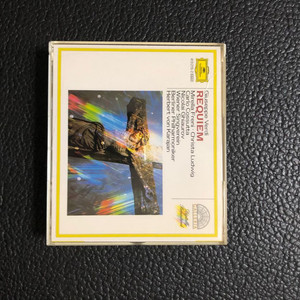 Giuseppe Verdi
REQUIEM
Mirella Freni · Christa Ludwig
Carlo Cossutta
Nicolai Ghiaurov
Wiener Singverein
Berliner Philharmoniker
Herbert von Karajan